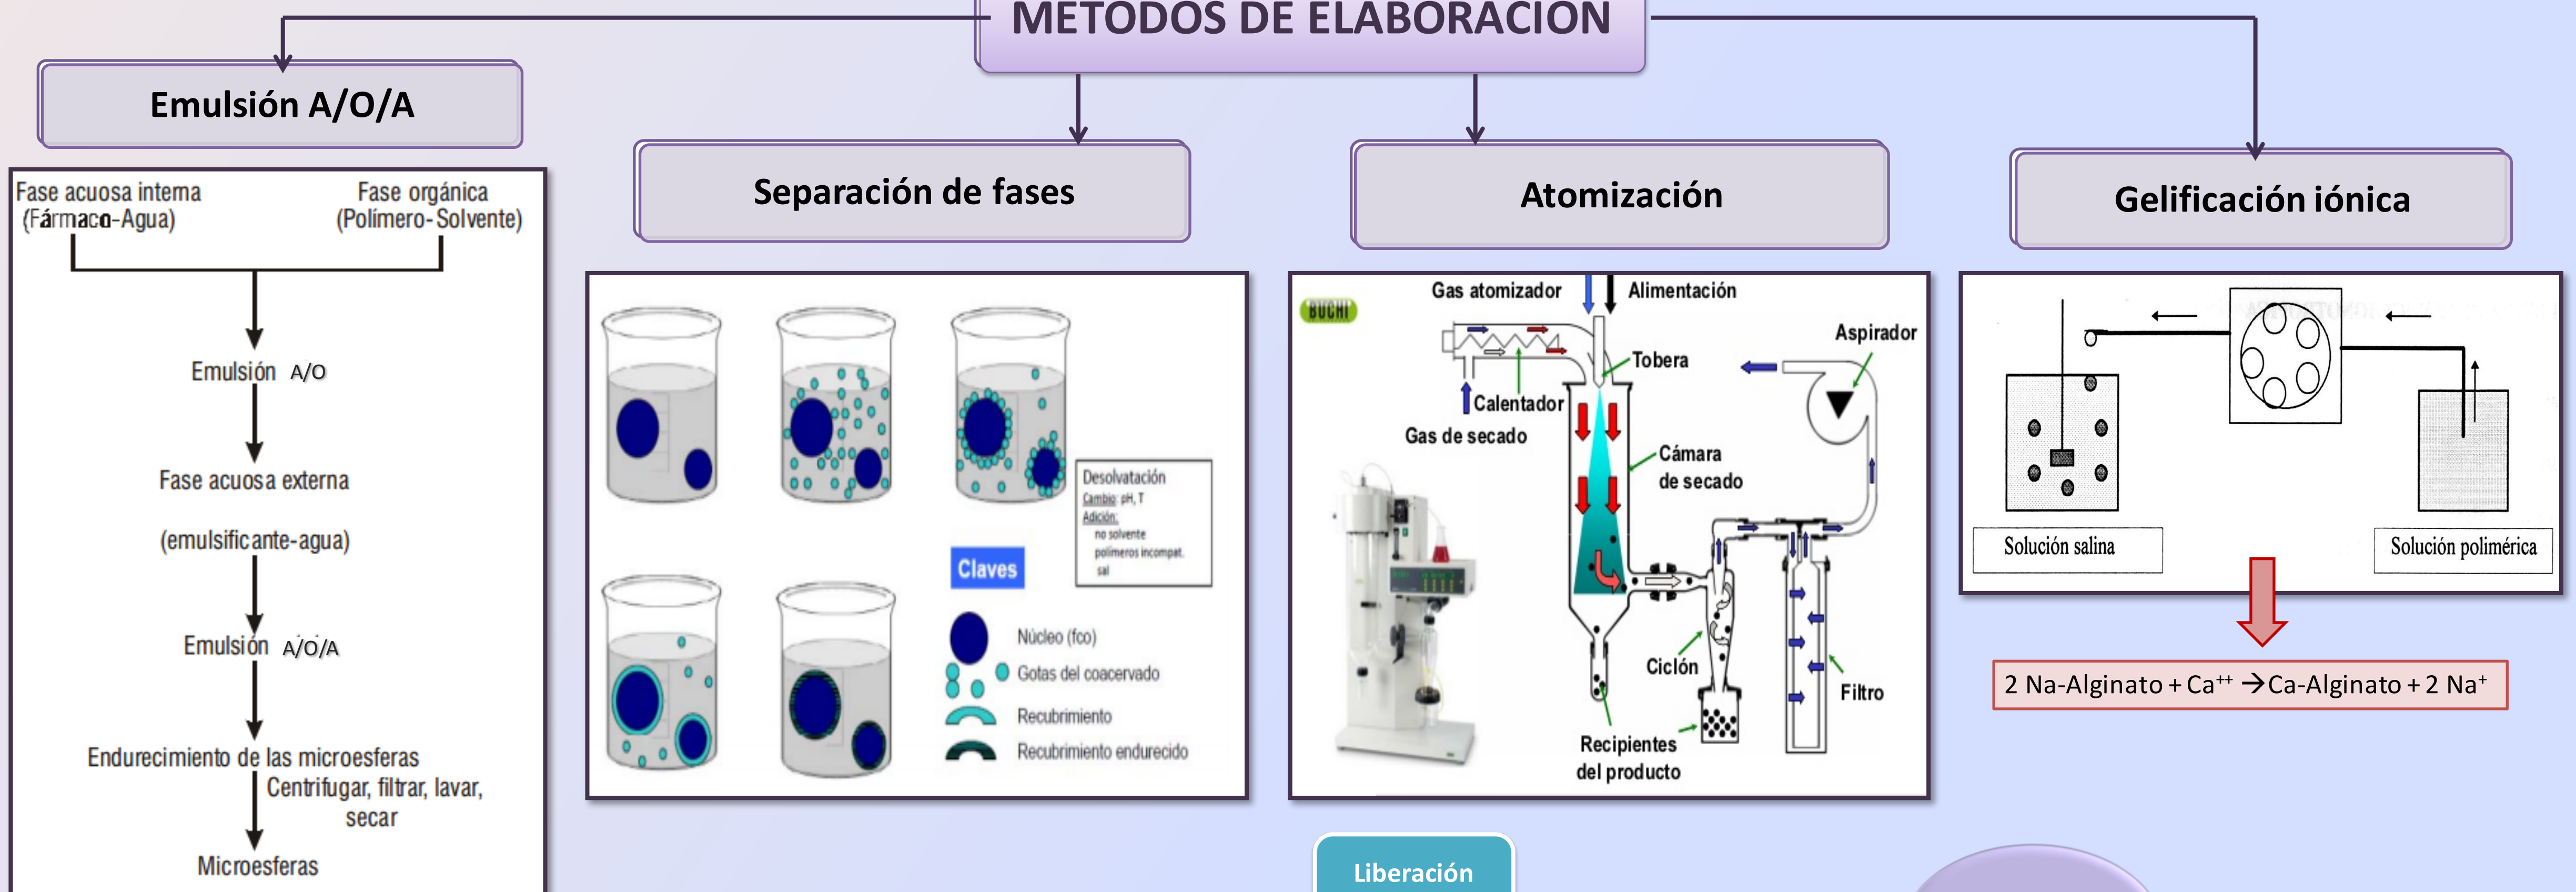 METODOS DE ELABORACION
Emulsión A/O/A
Fase acuosa interna
(Fármaco-Agua)
Fase orgánica
(Polímero-Solvente)
Emulsión A/O
Fase acuosa externa
(emulsificante-agua)
Emulsión A/O/A
Endurecimiento de las microesferas
Centrifugar, filtrar, lavar,
secar
Microesferas
Separación de fases
Desolvatación
Cambio: pH, T
Adición:
no solvente
polímeros incompat.
sal
Claves
Núcleo (fco)
Gotas del coacervado
Recubrimiento
Recubrimiento endurecido
Atomización
BUCHI
Gas atomizador
Alimentación
Aspirador
Tobera
Calentador
Gas de secado
Cámara
de secado
Ciclón
Filtro
Recipientes
del producto
Gelificación iónica
Solución salina
Solución polimérica
2 Na-Alginato + Ca⁺⁺ →Ca-Alginato + 2 Na⁺
Liberación